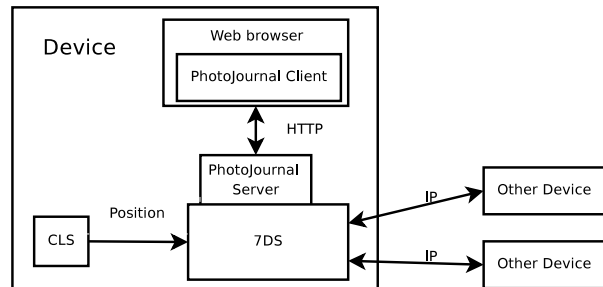 Device
Web browser
PhotoJournal Client
HTTP
PhotoJournal
Server
Position
CLS
7DS
IP
IP
Other Device
Other Device